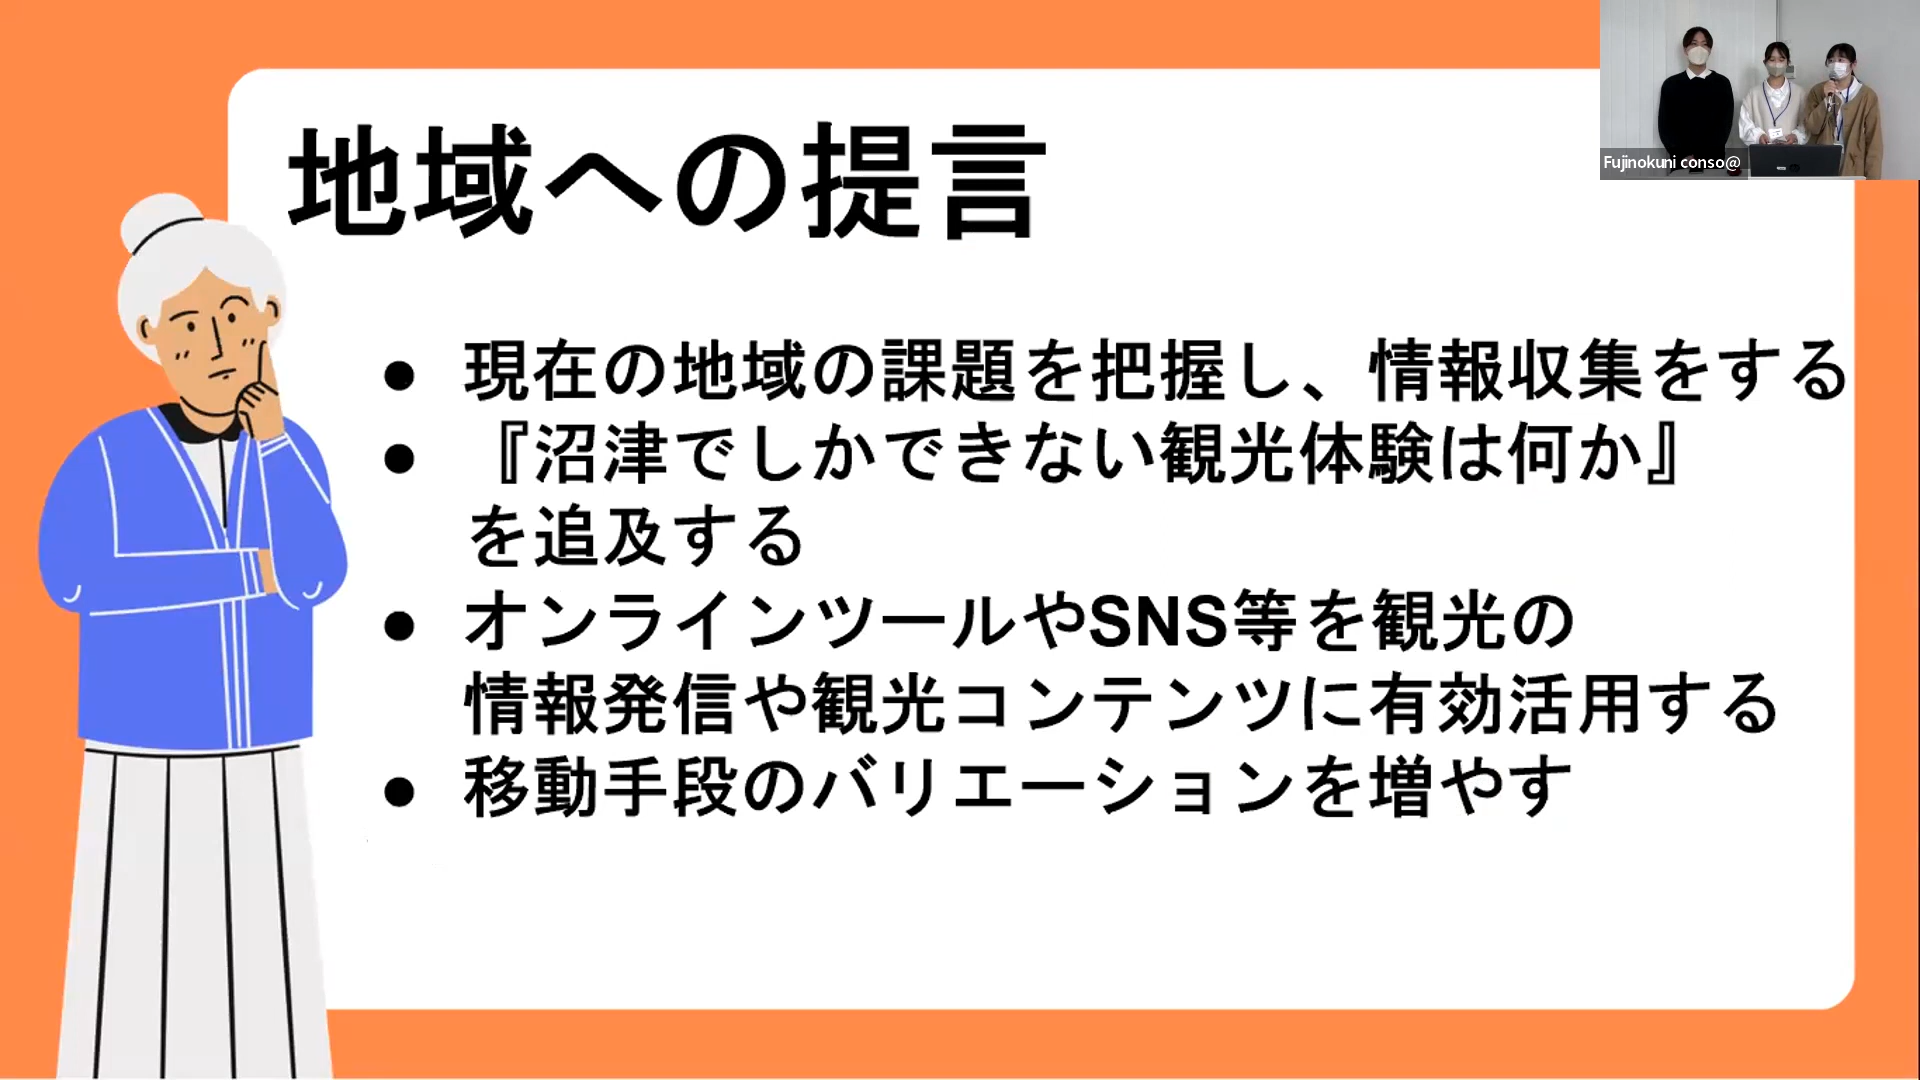 地域への提言
● 現在の地域の課題を把握し、情報収集をする
● 『沼津でしかできない観光体験は何か』
を追及する
● オンラインツールやSNS等を観光の
情報発信や観光コンテンツに有効活用する
● 移動手段のバリエーションを増やす
Fujinokuni conso@